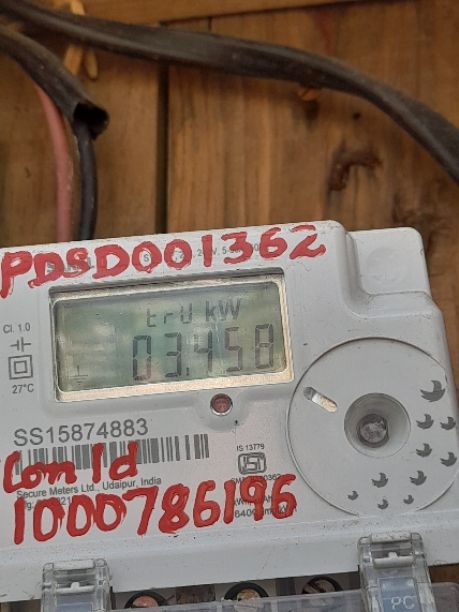 PDSD001362
trU kW
03.458
Cl. 1.0
27°C
SS15874883
IS 13779
Con Id
Secure Meters Ltd., Udaipur, India
1000786196
PC